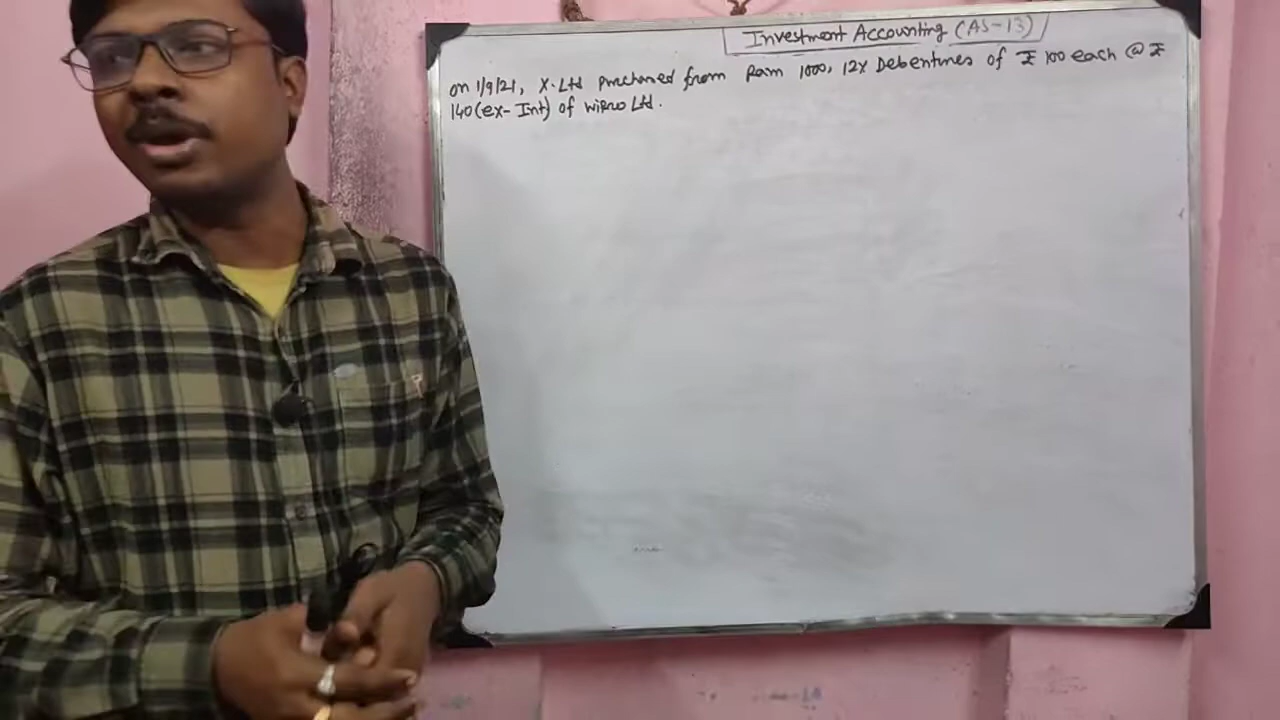 Investment Accounting (AS-13)
On 1/9/21, X. Ltd purchased from Ram 1000, 12% Debentures of ₹ 100 each @ ₹
140 (ex-Int) of Wipro Ltd.